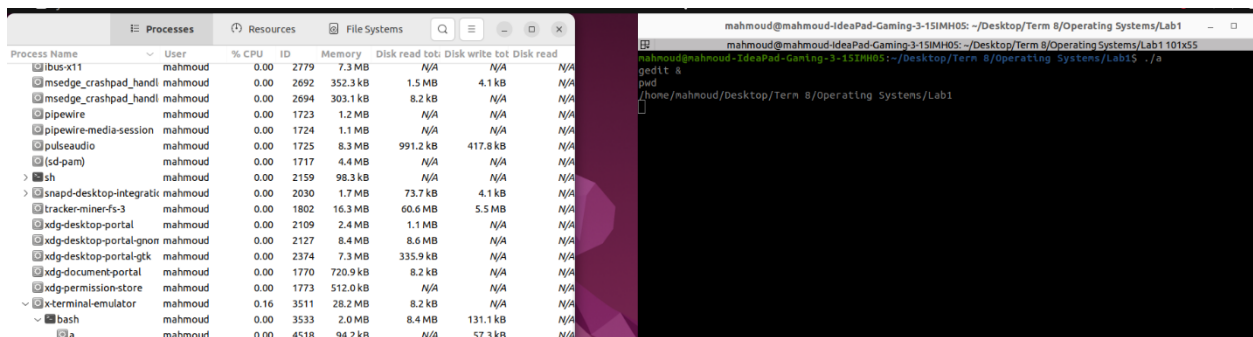 Processes Resources File Systems
Process Name User % CPU ID Memory Disk read tot Disk write tot Disk read
ibus-x11 mahmoud 0.00 2779 7.3 MB N/A N/A N/A
msedge_crashpad_handl mahmoud 0.00 2692 352.3 kB 1.5 MB 4.1 kB N/A
msedge_crashpad_handl mahmoud 0.00 2694 303.1 kB 8.2 kB N/A N/A
pipewire mahmoud 0.00 1723 1.2 MB N/A N/A N/A
pipewire-media-session mahmoud 0.00 1724 1.1 MB N/A N/A N/A
pulseaudio mahmoud 0.00 1725 8.3 MB 991.2 kB 417.8 kB N/A
(sd-pam) mahmoud 0.00 1717 4.4 MB N/A N/A N/A
sh mahmoud 0.00 2159 98.3 kB N/A N/A N/A
snapd-desktop-integratic mahmoud 0.00 2030 1.7 MB 73.7 kB 4.1 kB N/A
tracker-miner-fs-3 mahmoud 0.00 1802 16.3 MB 60.6 MB 5.5 MB N/A
xdg-desktop-portal mahmoud 0.00 2109 2.4 MB 1.1 MB N/A N/A
xdg-desktop-portal-gnom mahmoud 0.00 2127 8.4 MB 8.6 MB N/A N/A
xdg-desktop-portal-gtk mahmoud 0.00 2374 7.3 MB 335.9 kB N/A N/A
xdg-document-portal mahmoud 0.00 1770 720.9 kB 8.2 kB N/A N/A
xdg-permission-store mahmoud 0.00 1773 512.0 kB N/A N/A N/A
x-terminal-emulator mahmoud 0.16 3511 28.2 MB 8.2 kB N/A N/A
bash mahmoud 0.00 3533 2.0 MB 8.4 MB 131.1 kB N/A
a mahmoud 0.00 4518 94.2 kB N/A 57.3 kB N/A
mahmoud@mahmoud-IdeaPad-Gaming-3-15IMH05: ~/Desktop/Term 8/Operating Systems/Lab1
mahmoud@mahmoud-IdeaPad-Gaming-3-15IMH05: ~/Desktop/Term 8/Operating Systems/Lab1 101x55
mahmoud@mahmoud-IdeaPad-Gaming-3-15IMH05:~/Desktop/Term 8/Operating Systems/Lab1$ ./a
gedit &
pwd
/home/mahmoud/Desktop/Term 8/Operating Systems/Lab1